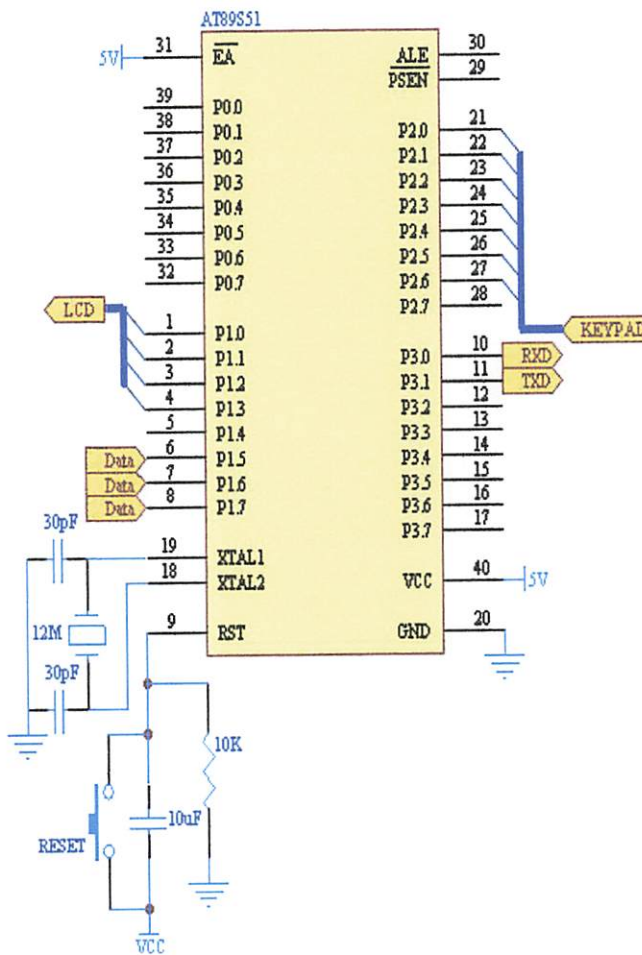 AT89S51
5V
31
EA
ALE
30
PSEN
29
39
P0.0
38
P0.1
37
P0.2
36
P0.3
35
P0.4
34
P0.5
33
P0.6
32
P0.7
P2.0
21
P2.1
22
P2.2
23
P2.3
24
P2.4
25
P2.5
26
P2.6
27
P2.7
28
LCD
KEYPAD
1
P1.0
2
P1.1
3
P1.2
4
P1.3
5
P1.4
Data
6
P1.5
Data
7
P1.6
Data
8
P1.7
P3.0
10
RXD
P3.1
11
TXD
P3.2
12
P3.3
13
P3.4
14
P3.5
15
P3.6
16
P3.7
17
30pF
19
XTAL1
18
XTAL2
12M
30pF
9
RST
VCC
40
5V
GND
20
10K
10uF
RESET
VCC